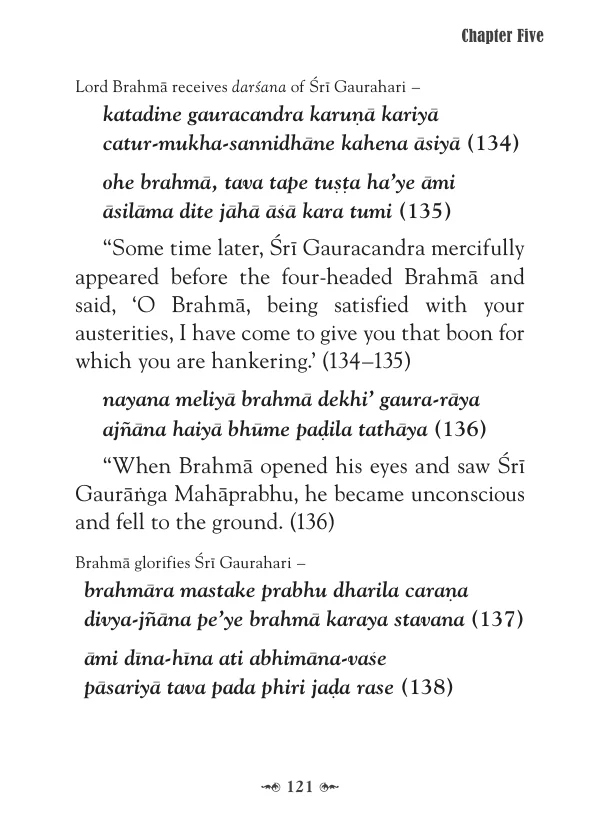 Chapter Five
Lord Brahmā receives darśana of Śrī Gaurahari –
katadine gauracandra karuṇā kariyā
catur-mukha-sannidhāne kahena āsiyā (134)
ohe brahmā, tava tape tuṣṭa ha’ye āmi
āsilāma dite jāhā āśā kara tumi (135)
“Some time later, Śrī Gauracandra mercifully
appeared before the four-headed Brahmā and
said, ‘O Brahmā, being satisfied with your
austerities, I have come to give you that boon for
which you are hankering.’ (134–135)
nayana meliyā brahmā dekhi’ gaura-rāya
ajñāna haiyā bhūme paḍila tathāya (136)
“When Brahmā opened his eyes and saw Śrī
Gaurāṅga Mahāprabhu, he became unconscious
and fell to the ground. (136)
Brahmā glorifies Śrī Gaurahari –
brahmāra mastake prabhu dharila caraṇa
divya-jñāna pe’ye brahmā karaya stavana (137)
āmi dīna-hīna ati abhimāna-vaśe
pāsariyā tava pada phiri jaḍa rase (138)
121